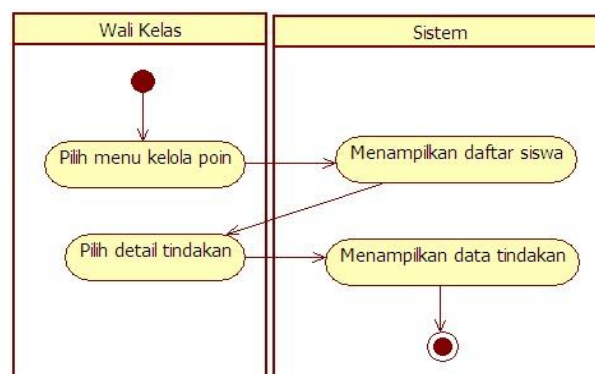 Wali Kelas
Sistem
Pilih menu kelola poin
Menampilkan daftar siswa
Pilih detail tindakan
Menampilkan data tindakan